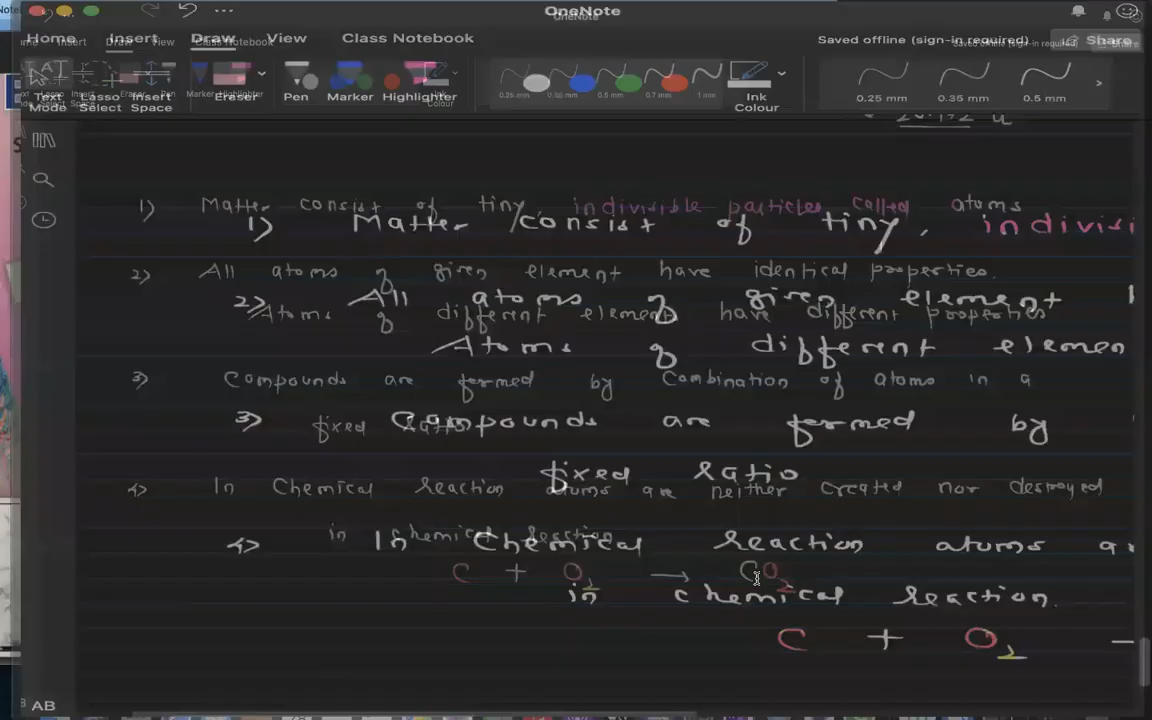 OneNote
Home Insert Draw View Class Notebook
Saved offline (sign-in required) Share
Text Mode Lasso Select Insert Space Eraser Pen Marker Highlighter Ink Colour 0.25 mm 0.35 mm 0.5 mm
1) Matter consist of tiny, indivisible particles called atoms
1) Matter consist of tiny, indivisi
2) All atoms of given element have identical properties.
2) All atoms of given element
Atoms of different element have different properties
Atoms of different elemen
3) Compounds are formed by Combination of atoms in a
3) Compounds are formed by
fixed Ratio
fixed Ratio
4) In Chemical Reaction atoms are neither created nor destroyed
in chemical Reaction
4) In Chemical Reaction atoms a
C + O2 → CO2
in chemical Reaction.
C + O2
AB